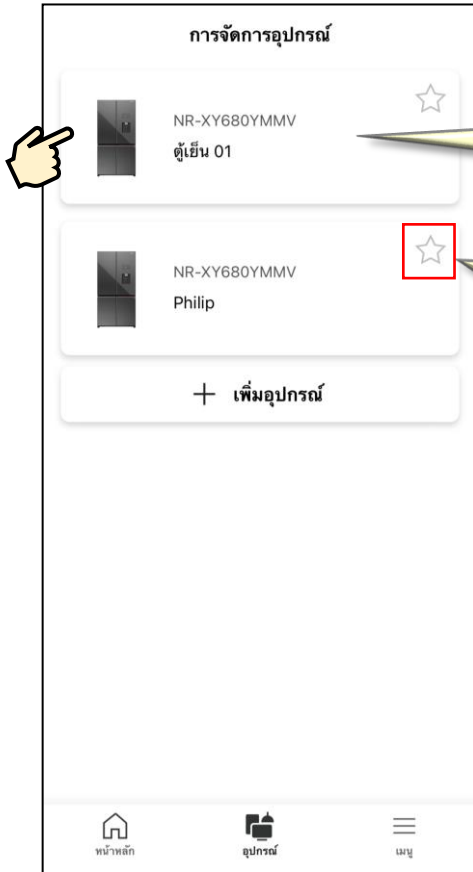 การจัดการอุปกรณ์
NR-XY680YMMV
ตู้เย็น 01
NR-XY680YMMV
Philip
+ เพิ่มอุปกรณ์
หน้าหลัก
อุปกรณ์
เมนู